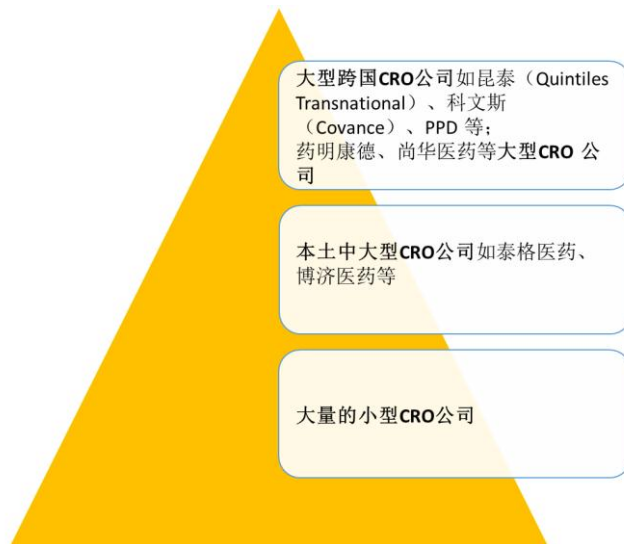 大型跨国CRO公司如昆泰（Quintiles
Transnational）、科文斯
（Covance）、PPD 等；
药明康德、尚华医药等大型CRO 公
司
本土中大型CRO公司如泰格医药、
博济医药等
大量的小型CRO公司